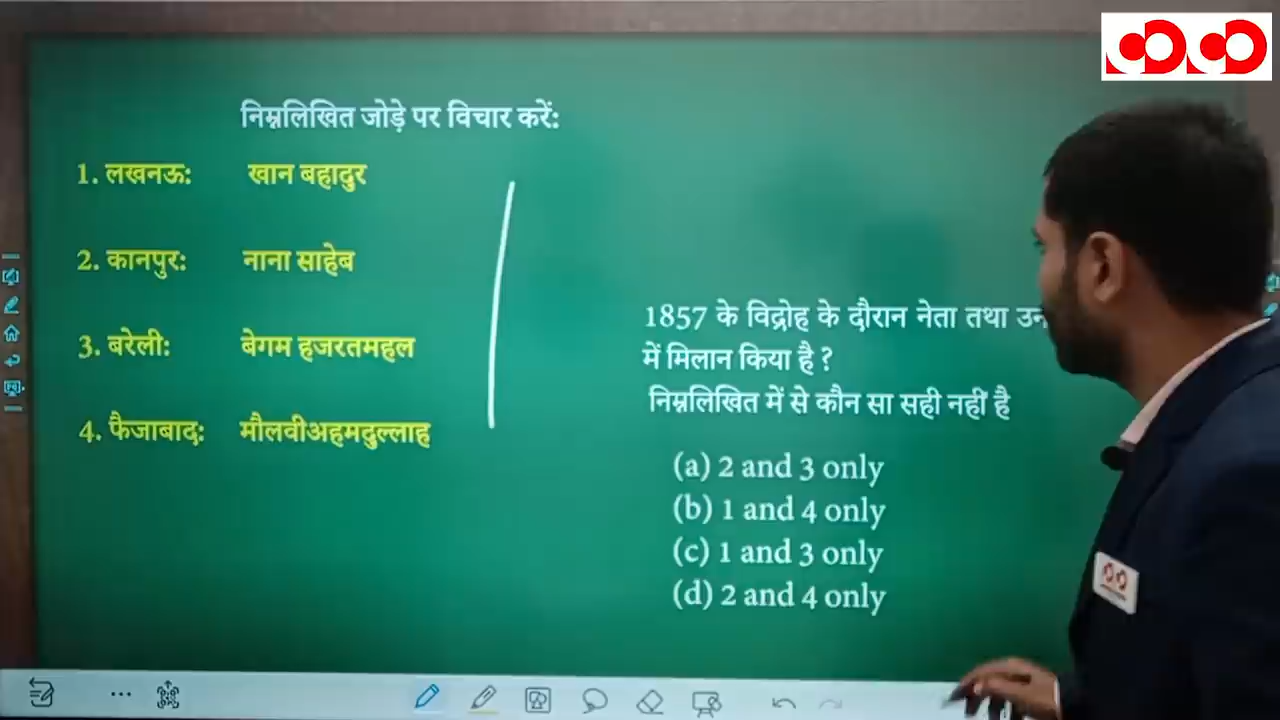 निम्नलिखित जोड़े पर विचार करें:
1. लखनऊ: खान बहादुर
2. कानपुर: नाना साहेब
3. बरेली: बेगम हजरतमहल
4. फैजाबाद: मौलवीअहमदुल्लाह
1857 के विद्रोह के दौरान नेता तथा
में मिलान किया है ?
निम्नलिखित में से कौन सा सही नहीं है
(a) 2 and 3 only
(b) 1 and 4 only
(c) 1 and 3 only
(d) 2 and 4 only